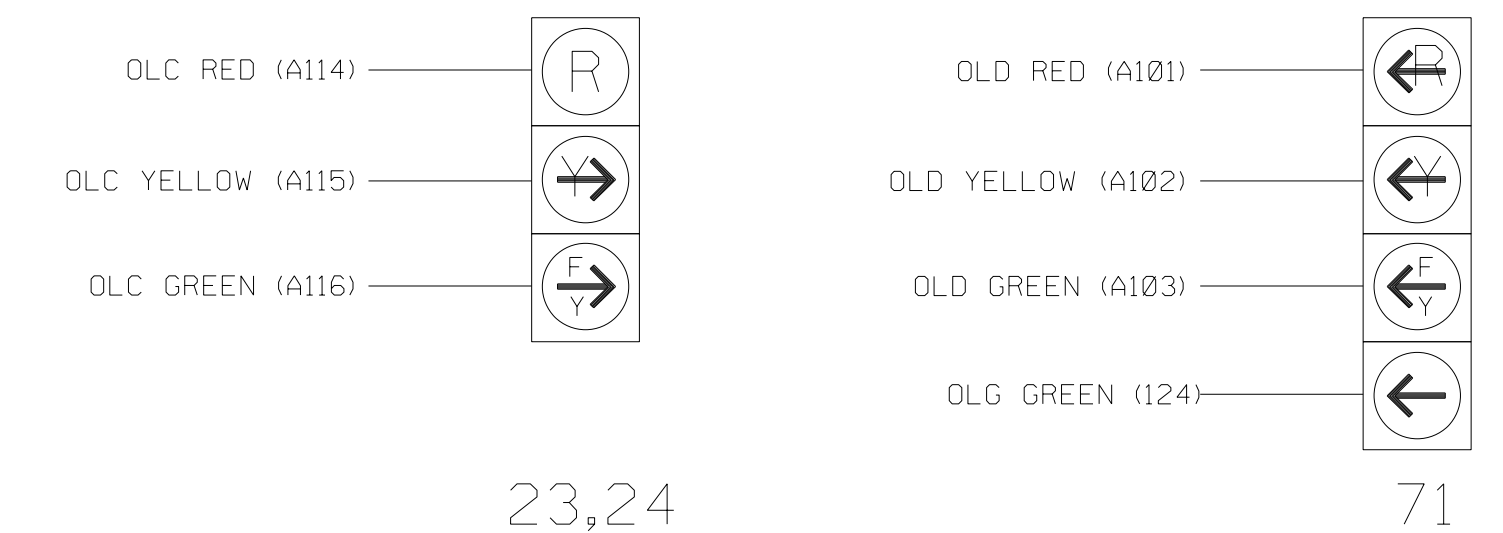 OLC RED (A114)
R
OLC YELLOW (A115)
Y
OLC GREEN (A116)
F
Y
23,24
OLD RED (A1Ø1)
R
OLD YELLOW (A1Ø2)
Y
OLD GREEN (A1Ø3)
F
Y
OLG GREEN (124)
71